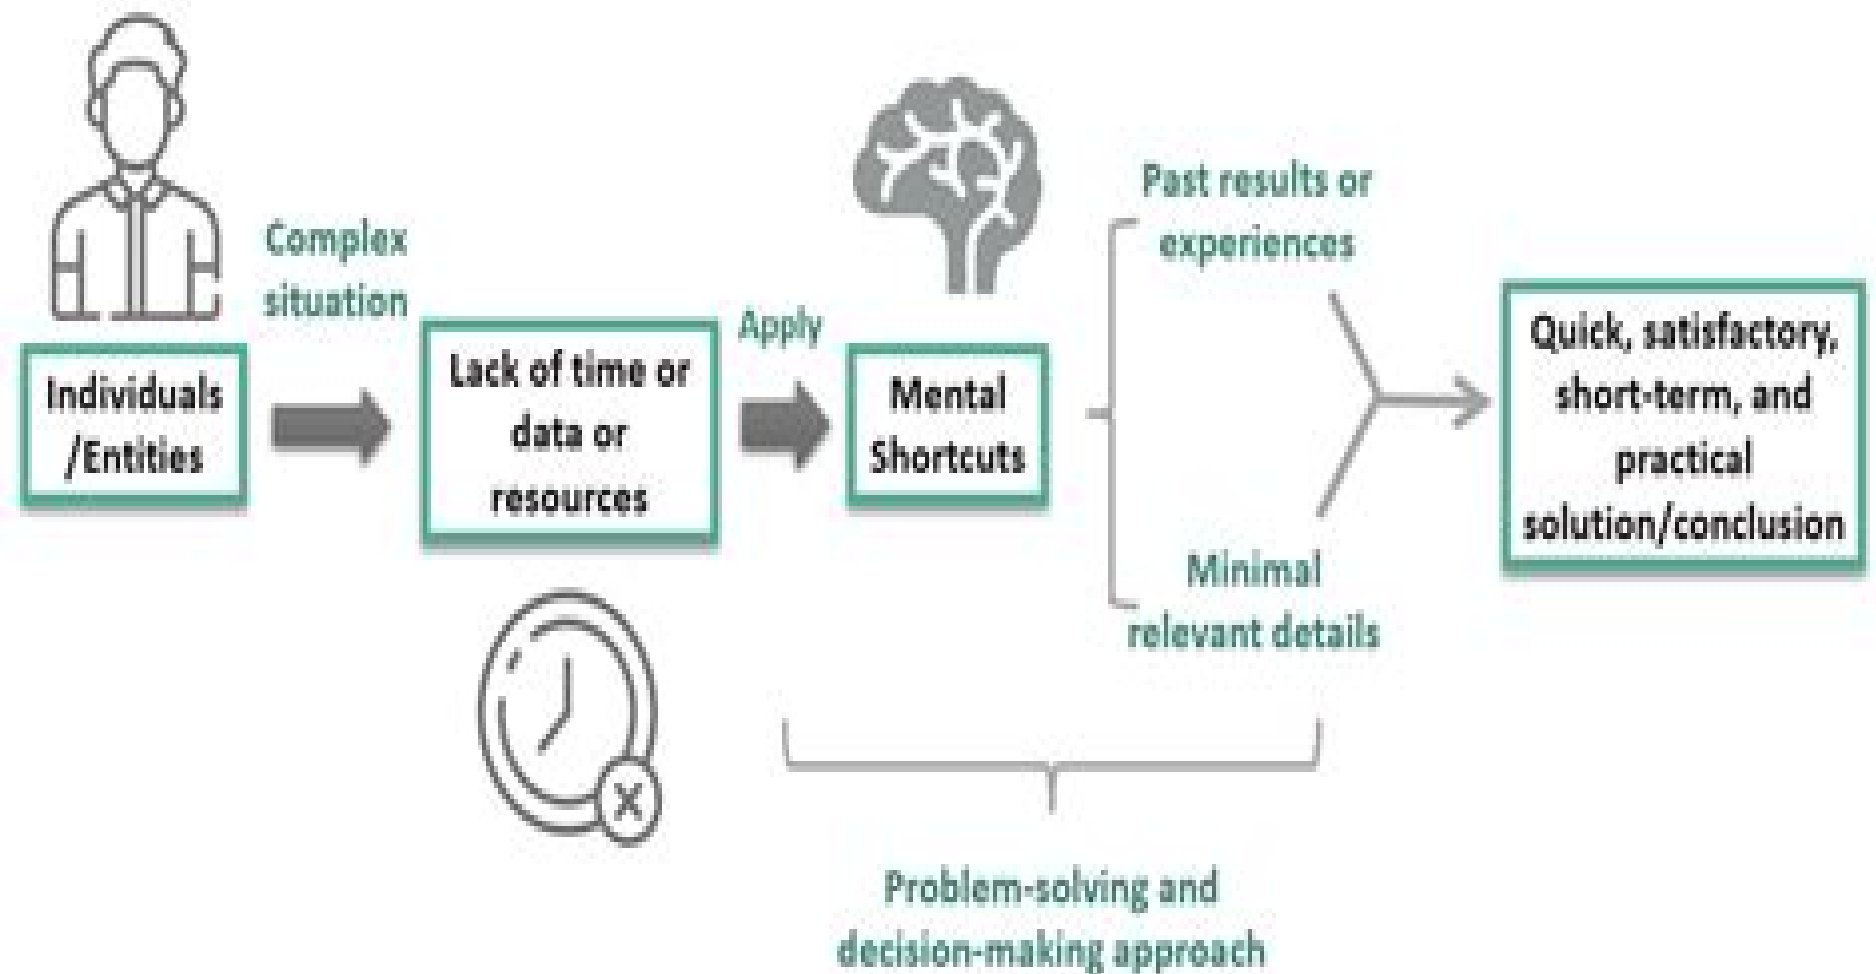 Individuals
/Entities
Complex
situation
Lack of time or
data or
resources
Apply
Mental
Shortcuts
Past results or
experiences
Minimal
relevant details
Quick, satisfactory,
short-term, and
practical
solution/conclusion
Problem-solving and
decision-making approach